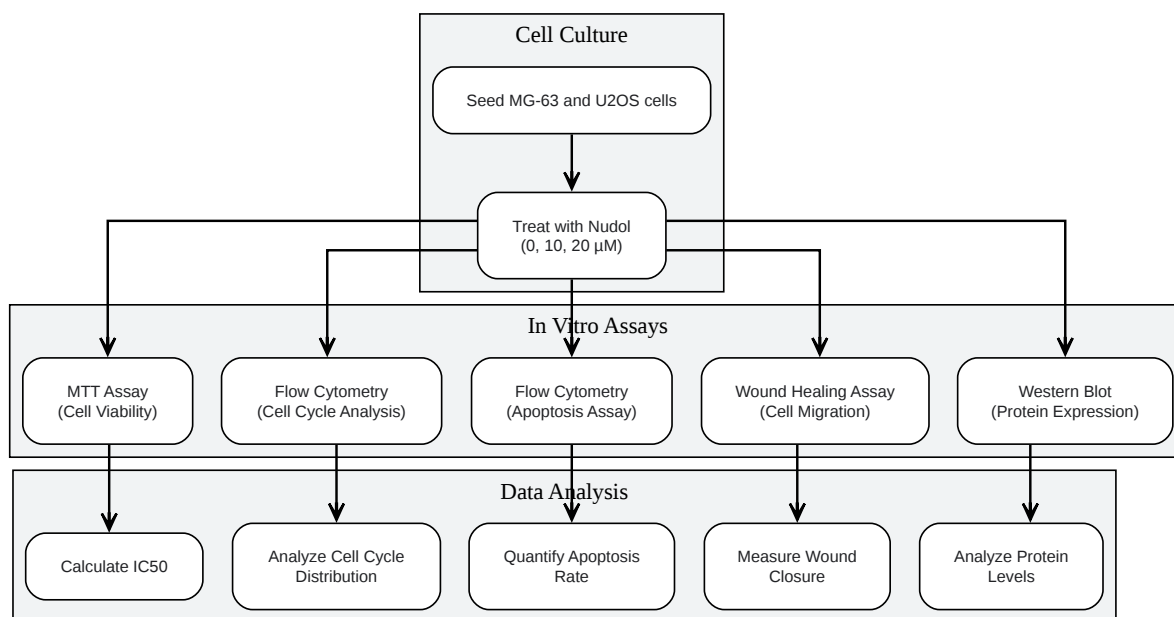 Cell Culture
Seed MG-63 and U2OS cells
Treat with Nudol
(0, 10, 20 µM)
In Vitro Assays
MTT Assay
(Cell Viability)
Flow Cytometry
(Cell Cycle Analysis)
Flow Cytometry
(Apoptosis Assay)
Wound Healing Assay
(Cell Migration)
Western Blot
(Protein Expression)
Data Analysis
Calculate IC50
Analyze Cell Cycle
Distribution
Quantify Apoptosis
Rate
Measure Wound
Closure
Analyze Protein
Levels